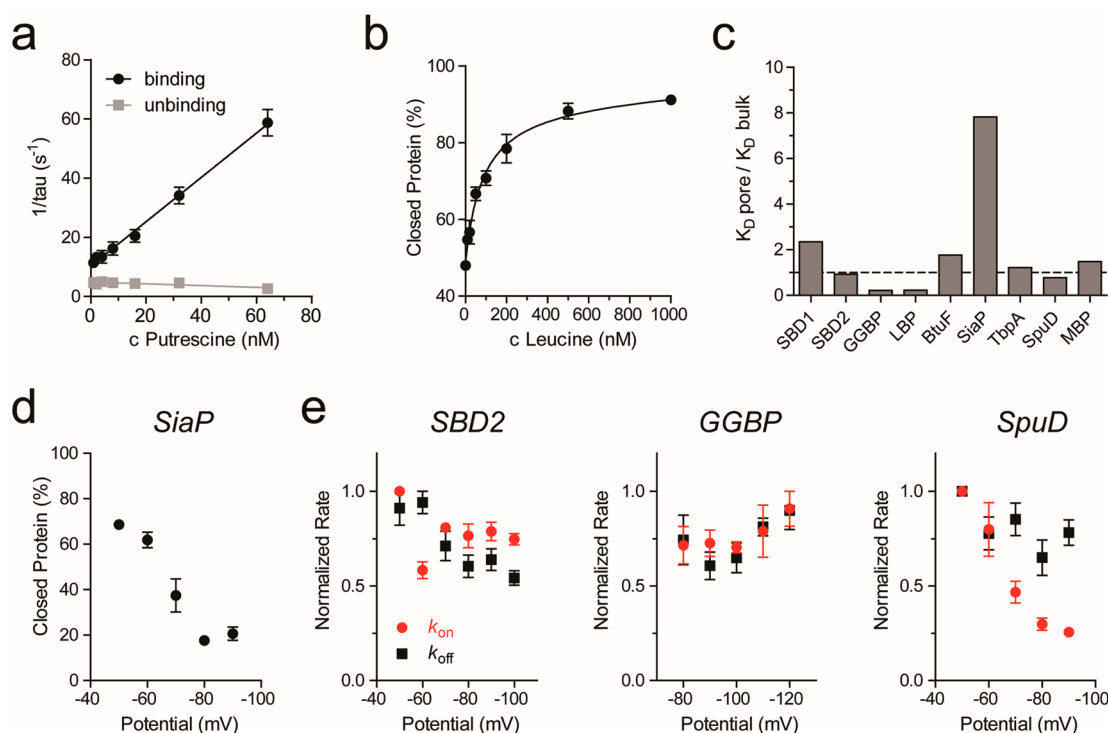 a
1/tau (s-1)
80
60
40
20
0
binding
unbinding
0 20 40 60 80
c Putrescine (nM)
b
Closed Protein (%)
100
80
60
40
0 200 400 600 800 1000
c Leucine (nM)
c
KD pore / KD bulk
10
8
6
4
2
0
SBD1
SBD2
GGBP
LBP
BtuF
SiaP
TbpA
SpuD
MBP
d
SiaP
Closed Protein (%)
100
80
60
40
20
0
-40 -60 -80 -100
Potential (mV)
e
SBD2
Normalized Rate
1.0
0.5
0.0
kon
koff
-40 -60 -80 -100
Potential (mV)
GGBP
Normalized Rate
1.0
0.5
0.0
-80 -100 -120
Potential (mV)
SpuD
Normalized Rate
1.0
0.5
0.0
-40 -60 -80 -100
Potential (mV)